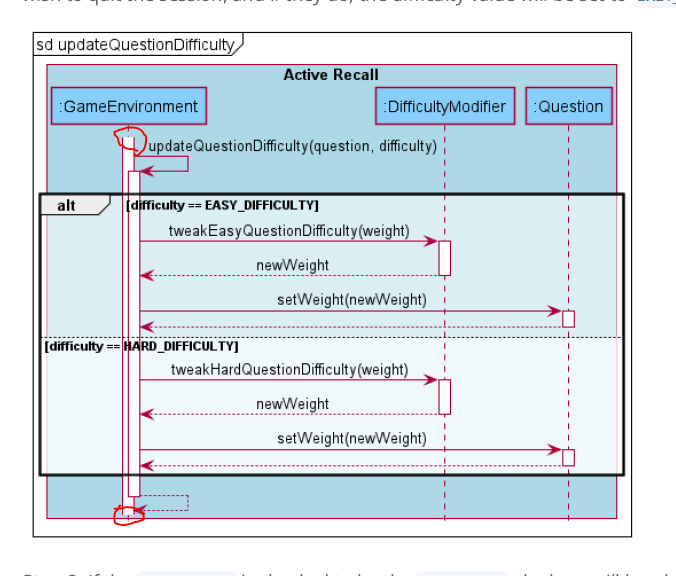 sd updateQuestionDifficulty
Active Recall
:GameEnvironment :DifficultyModifier :Question
updateQuestionDifficulty(question, difficulty)
alt [difficulty == EASY_DIFFICULTY]
tweakEasyQuestionDifficulty(weight)
newWeight
setWeight(newWeight)
[difficulty == HARD_DIFFICULTY]
tweakHardQuestionDifficulty(weight)
newWeight
setWeight(newWeight)